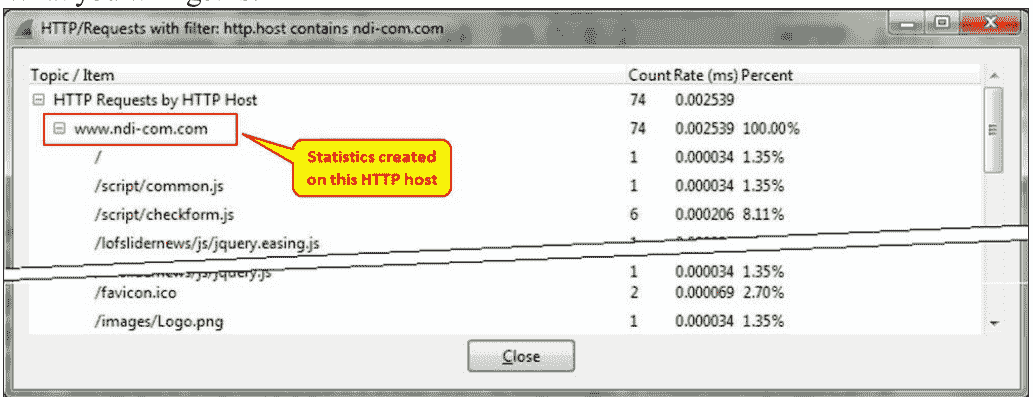 HTTP/Requests with filter: http.host contains ndi-com.com
Topic / Item Count Rate (ms) Percent
HTTP Requests by HTTP Host 74 0.002539
www.ndi-com.com 74 0.002539 100.00%
Statistics created
on this HTTP host
/ 1 0.000034 1.35%
/script/common.js 1 0.000034 1.35%
/script/checkform.js 6 0.000206 8.11%
/lofslidernews/js/jquery.easing.js
1 0.000034 1.35%
/favicon.ico 2 0.000069 2.70%
/images/Logo.png 1 0.000034 1.35%
Close